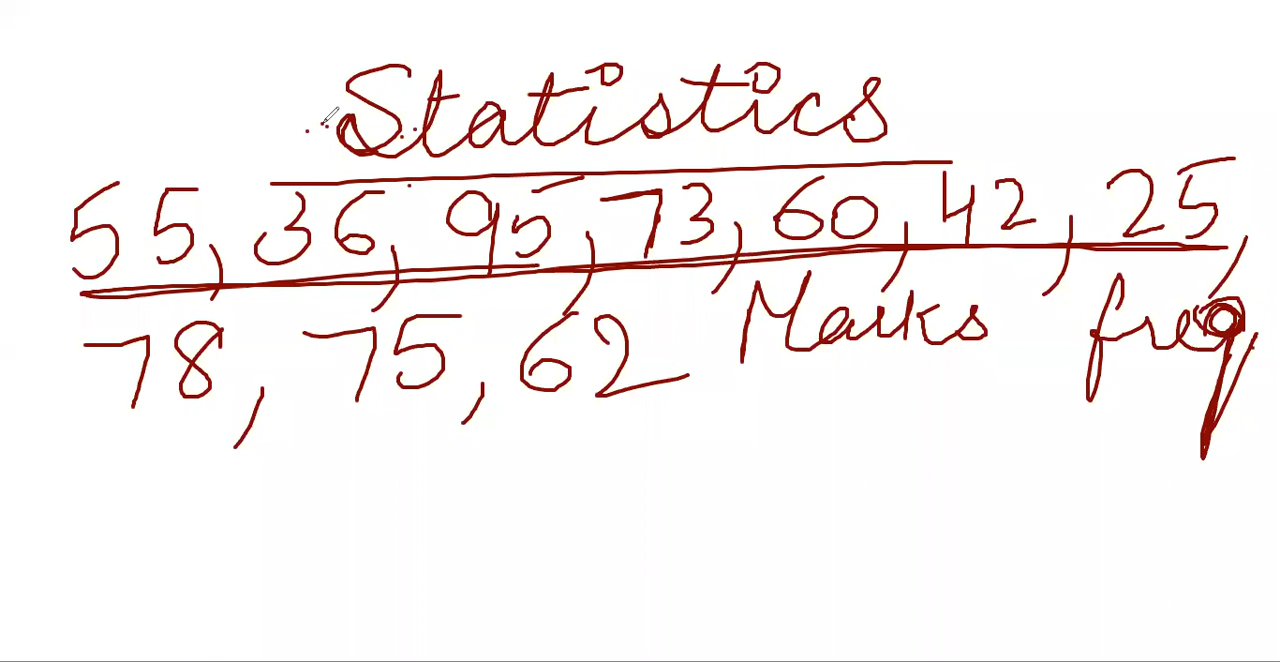 Statistics
55, 36, 95, 73, 60, 42, 25,
78, 75, 62 Marks freq